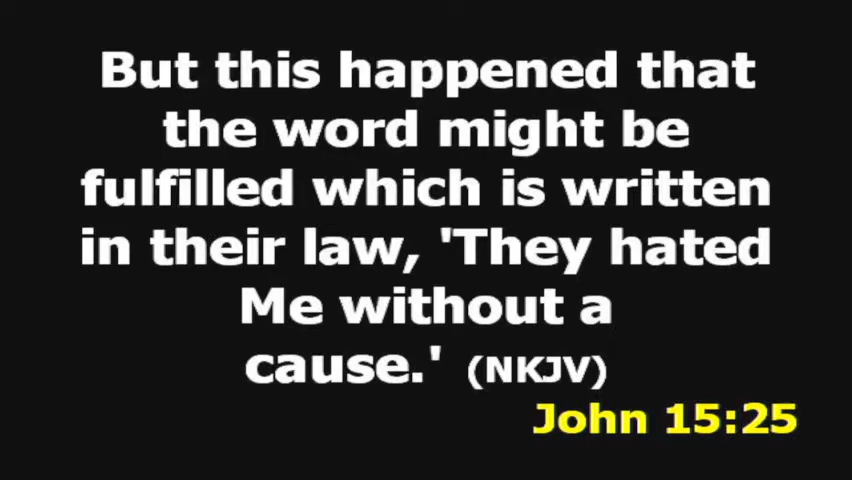 But this happened that
the word might be
fulfilled which is written
in their law, 'They hated
Me without a
cause.' (NKJV)
John 15:25